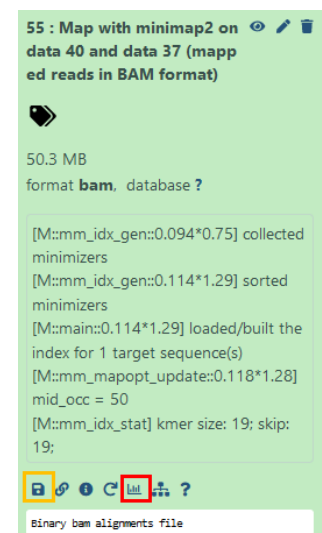 55 : Map with minimap2 on
data 40 and data 37 (mapp
ed reads in BAM format)
50.3 MB
format bam, database ?
[M::mm_idx_gen::0.094*0.75] collected
minimizers
[M::mm_idx_gen::0.114*1.29] sorted
minimizers
[M::main::0.114*1.29] loaded/built the
index for 1 target sequence(s)
[M::mm_mapopt_update::0.118*1.28]
mid_occ = 50
[M::mm_idx_stat] kmer size: 19; skip:
19;
?
Binary bam alignments file